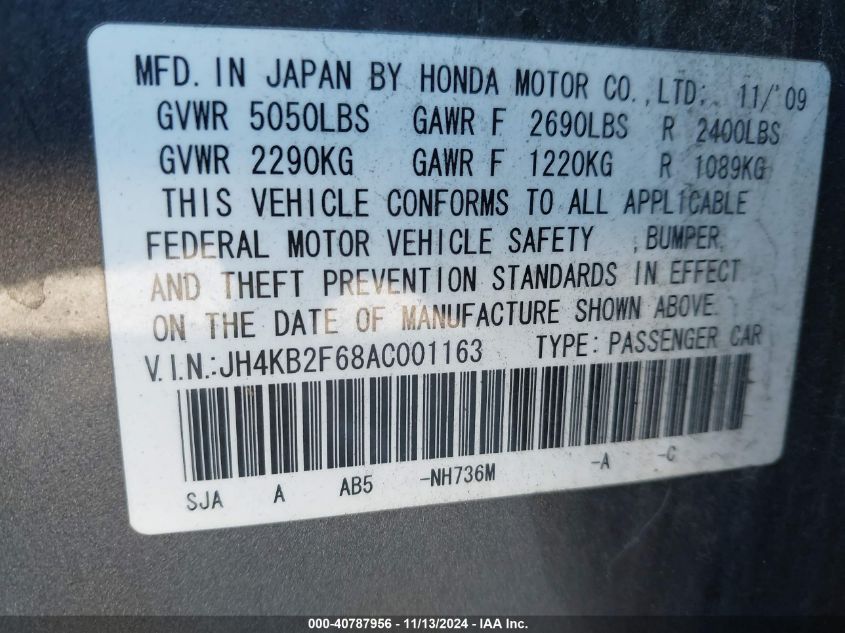 MFD. IN JAPAN BY HONDA MOTOR CO.,LTD. 11/'09
GVWR 5050LBS GAWR F 2690LBS R 2400LBS
GVWR 2290KG GAWR F 1220KG R 1089KG
THIS VEHICLE CONFORMS TO ALL APPLICABLE
FEDERAL MOTOR VEHICLE SAFETY ,BUMPER,
AND THEFT PREVENTION STANDARDS IN EFFECT
ON THE DATE OF MANUFACTURE SHOWN ABOVE.
V.I.N.:JH4KB2F68AC001163 TYPE: PASSENGER CAR
SJA A AB5 -NH736M -A -C
000-40787956 - 11/13/2024 - IAA Inc.